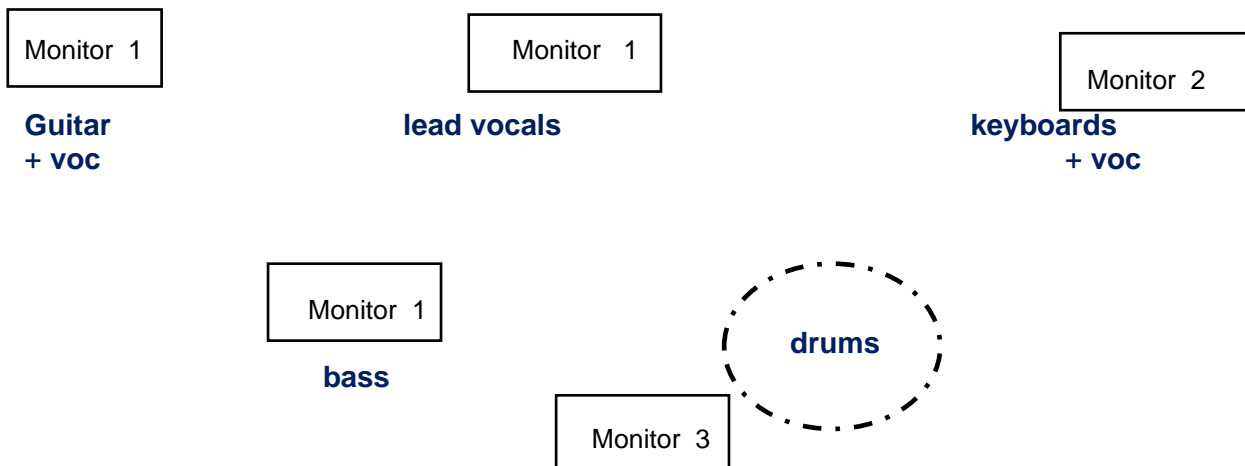 Monitor 1
Monitor 1
Monitor 2
Guitar
+ voc
lead vocals
keyboards
+ voc
Monitor 1
bass
drums
Monitor 3